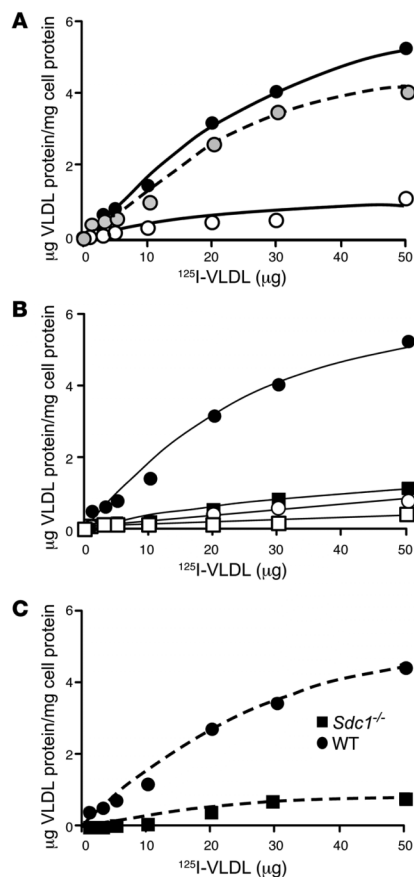 A
µg VLDL protein/mg cell protein
6
4
2
0
0 10 20 30 40 50
¹²⁵I-VLDL (µg)
B
µg VLDL protein/mg cell protein
6
4
2
0
0 10 20 30 40 50
¹²⁵I-VLDL (µg)
C
µg VLDL protein/mg cell protein
6
4
2
0
Sdc1⁻/⁻
WT
0 10 20 30 40 50
¹²⁵I-VLDL (µg)